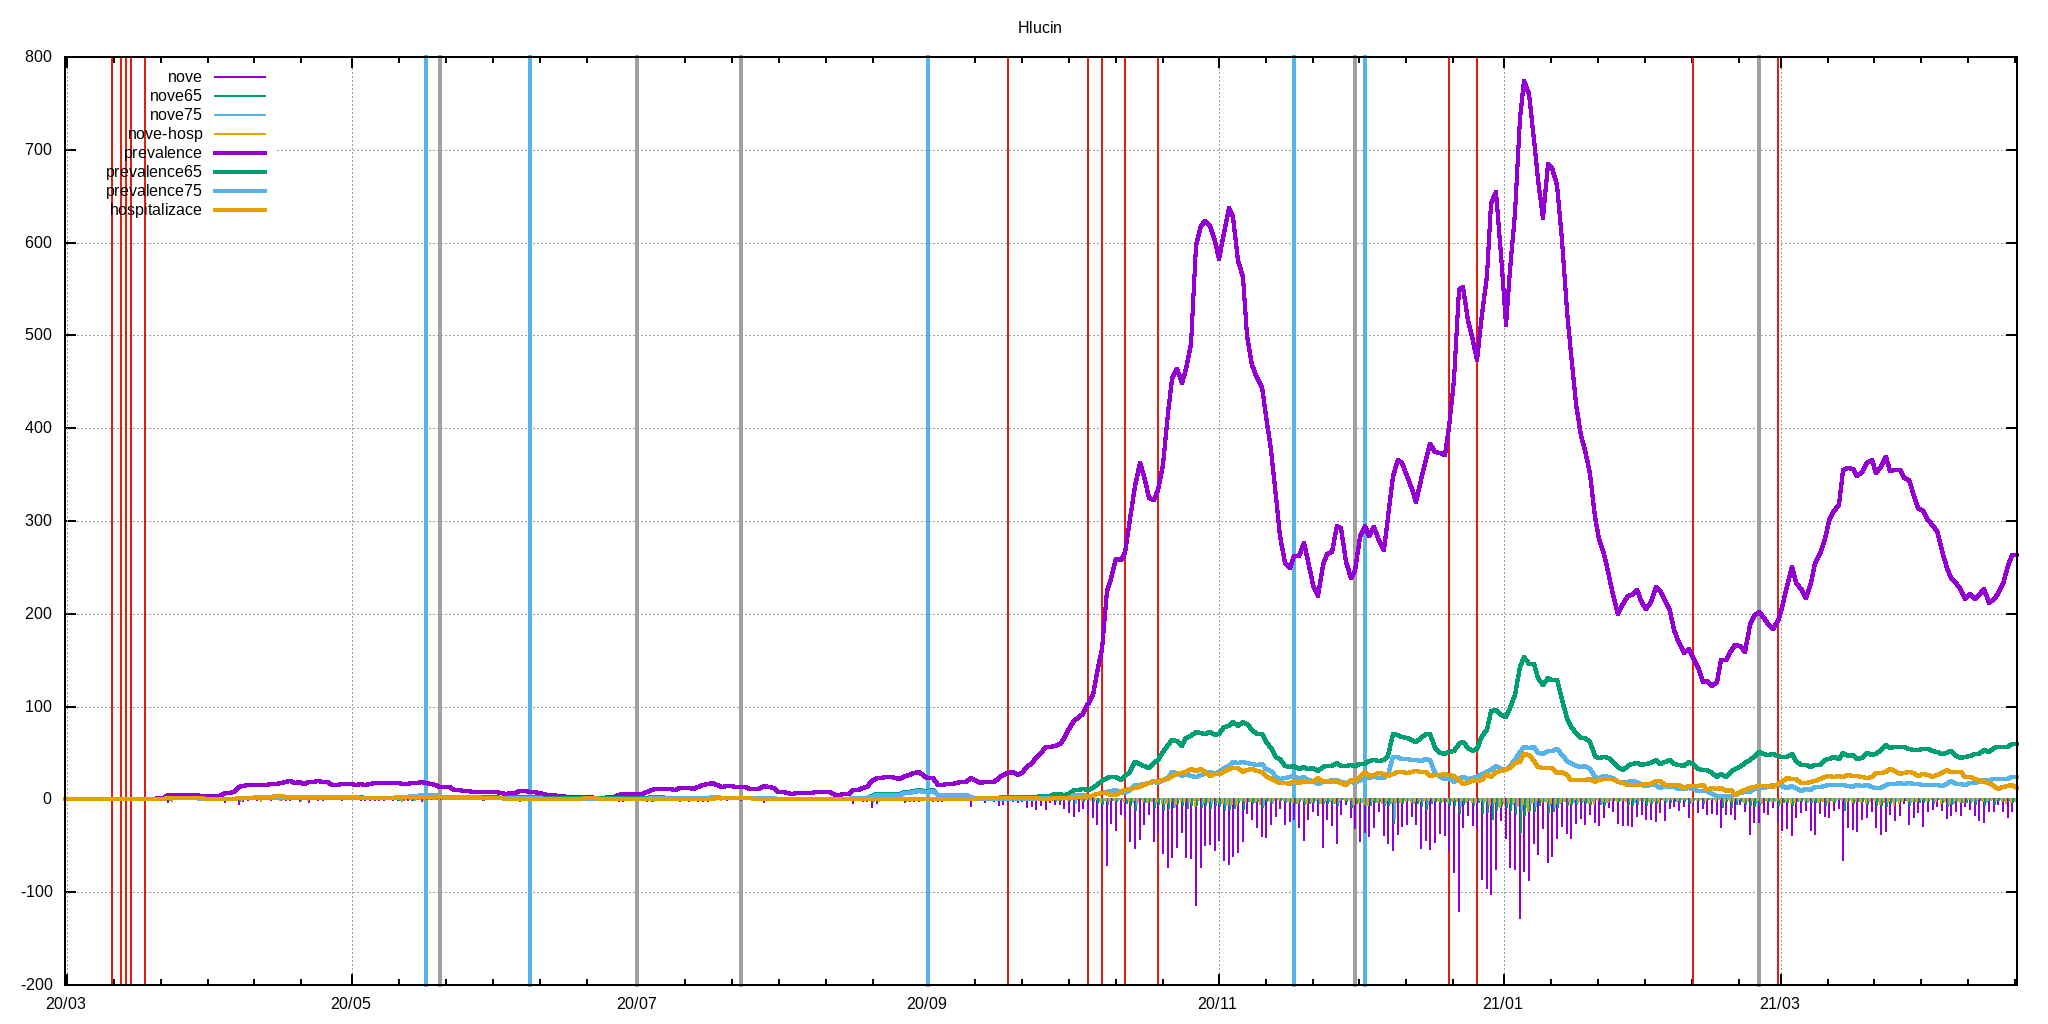 Hlucin
800
700
600
500
400
300
200
100
0
-100
-200
nove
nove65
nove75
nove-hosp
prevalence
prevalence65
prevalence75
hospitalizace
20/03
20/05
20/07
20/09
20/11
21/01
21/03